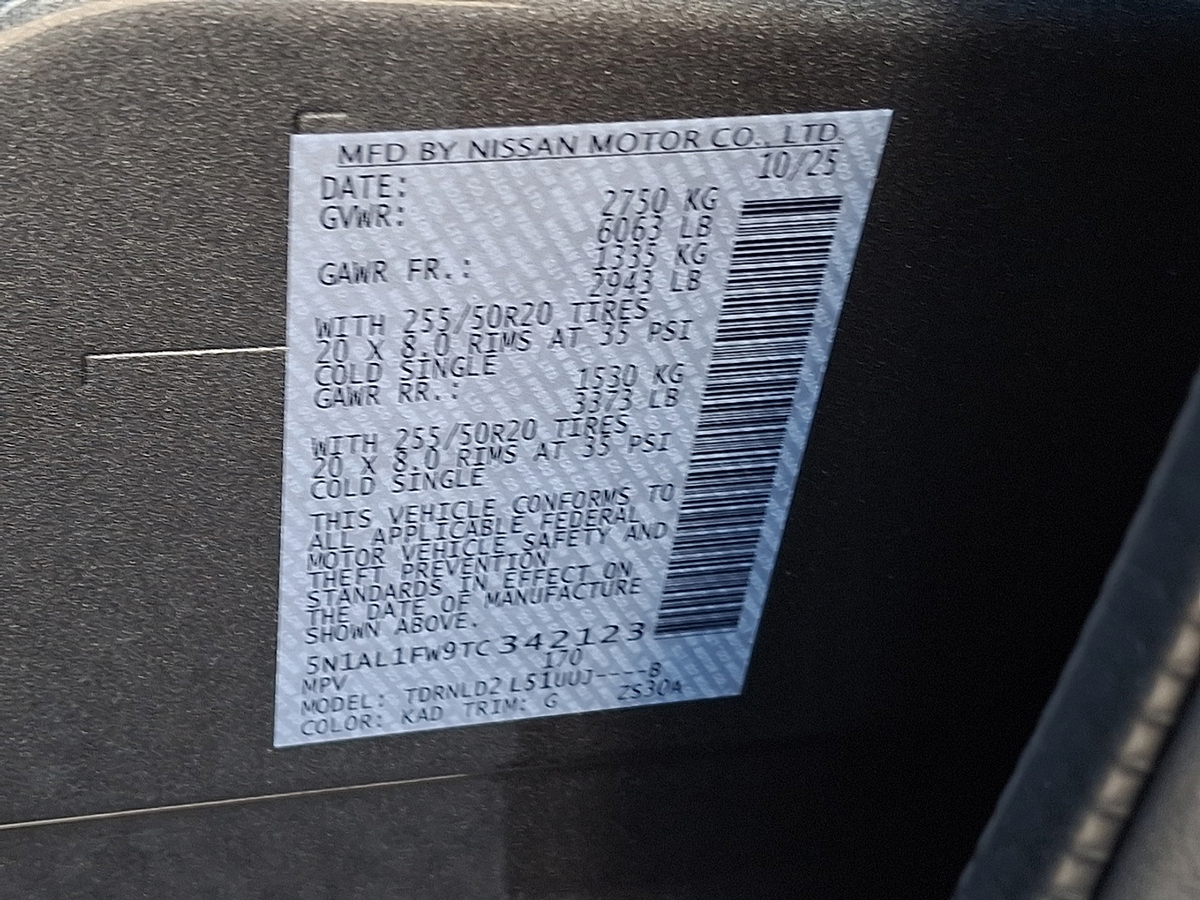 MFD BY NISSAN MOTOR CO., LTD.
DATE: 10/25
GVWR: 2750 KG
6063 LB
GAWR FR.: 1335 KG
2943 LB
WITH 255/50R20 TIRES
20 X 8.0 RIMS AT 35 PSI
COLD SINGLE
GAWR RR.: 1530 KG
3373 LB
WITH 255/50R20 TIRES
20 X 8.0 RIMS AT 35 PSI
COLD SINGLE
THIS VEHICLE CONFORMS TO
ALL APPLICABLE FEDERAL
MOTOR VEHICLE SAFETY AND
THEFT PREVENTION
STANDARDS IN EFFECT ON
THE DATE OF MANUFACTURE
SHOWN ABOVE.
5N1AL1FW9TC342123
MPV 170
MODEL: TDRNLD2 L51UUJ----B
COLOR: KAD TRIM: G ZS30A